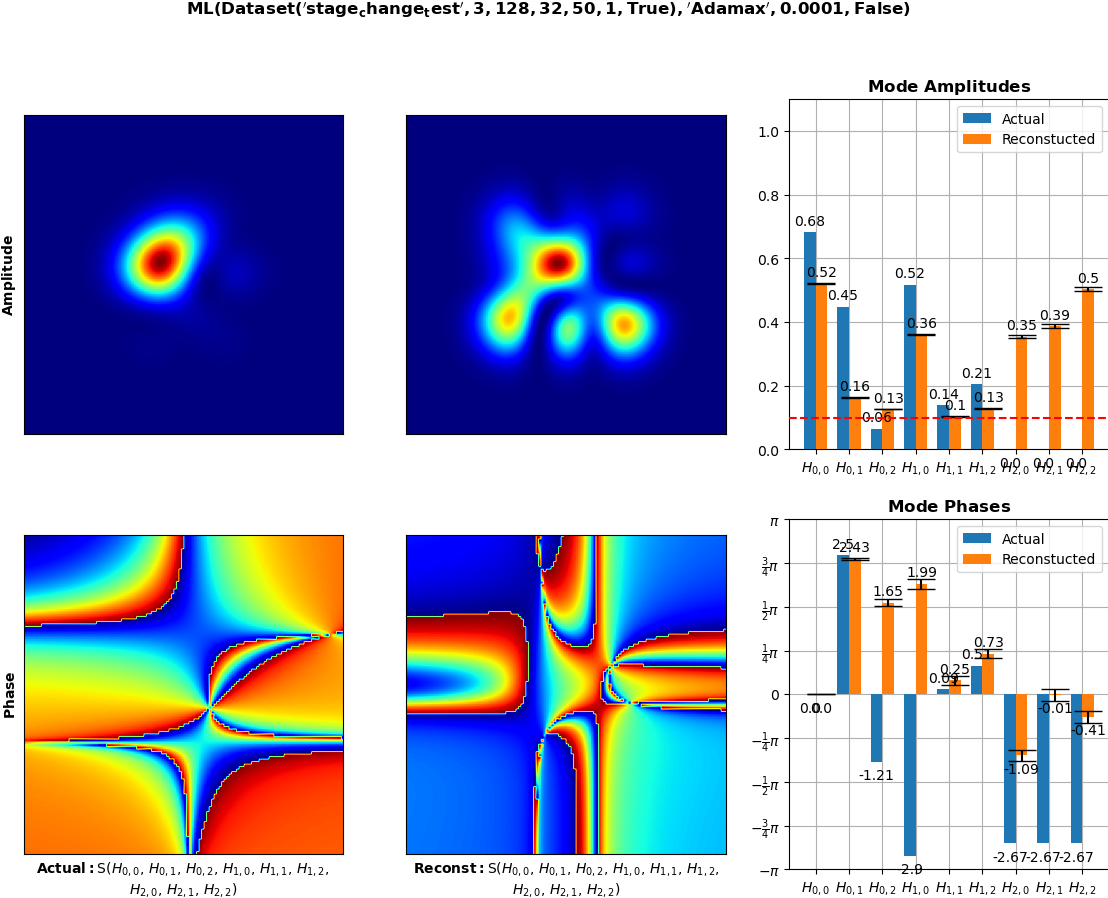 ML(Dataset('stage_change_test', 3, 128, 32, 50, 1, True), 'Adamax', 0.0001, False)
Amplitude
Mode Amplitudes
Actual
Reconstucted
1.0
0.8
0.6
0.4
0.2
0.0
0.68
0.52
0.45
0.16
0.06
0.13
0.52
0.36
0.14
0.1
0.21
0.13
0.0
0.35
0.0
0.39
0.0
0.5
H0,0 H0,1 H0,2 H1,0 H1,1 H1,2 H2,0 H2,1 H2,2
Phase
Mode Phases
Actual
Reconstucted
π
3/4 π
1/2 π
1/4 π
0
−1/4 π
−1/2 π
−3/4 π
−π
0.0
0.0
2.5
2.43
-1.21
1.65
-2.9
1.99
0.25
0.73
-2.67
-1.09
-2.67
-0.01
-2.67
-0.41
H0,0 H0,1 H0,2 H1,0 H1,1 H1,2 H2,0 H2,1 H2,2
Actual: S(H0,0, H0,1, H0,2, H1,0, H1,1, H1,2,
H2,0, H2,1, H2,2)
Reconst: S(H0,0, H0,1, H0,2, H1,0, H1,1, H1,2,
H2,0, H2,1, H2,2)